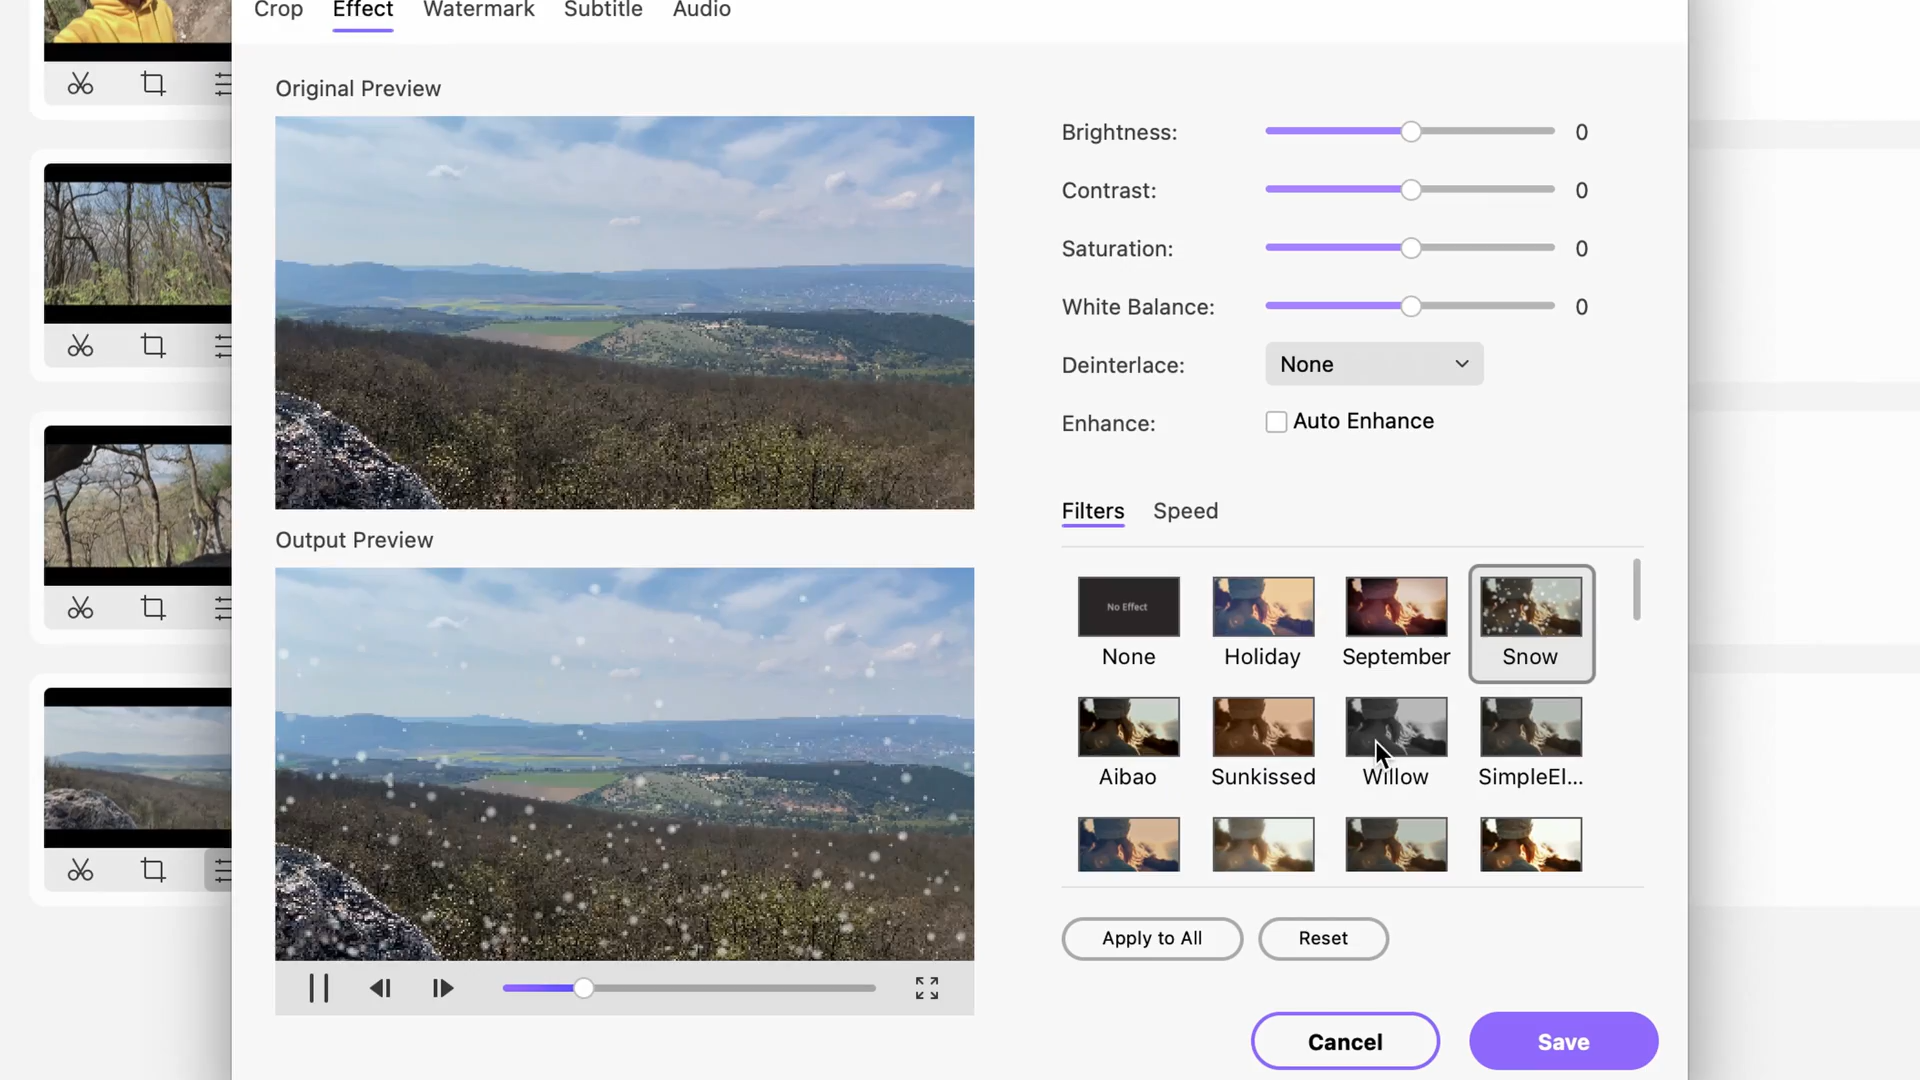 Crop Effect Watermark Subtitle Audio
Original Preview
Brightness: 0
Contrast: 0
Saturation: 0
White Balance: 0
Deinterlace: None
Enhance: Auto Enhance
Filters Speed
Output Preview
No Effect
None Holiday September Snow
Aibao Sunkissed Willow SimpleEl...
Apply to All Reset
Cancel Save